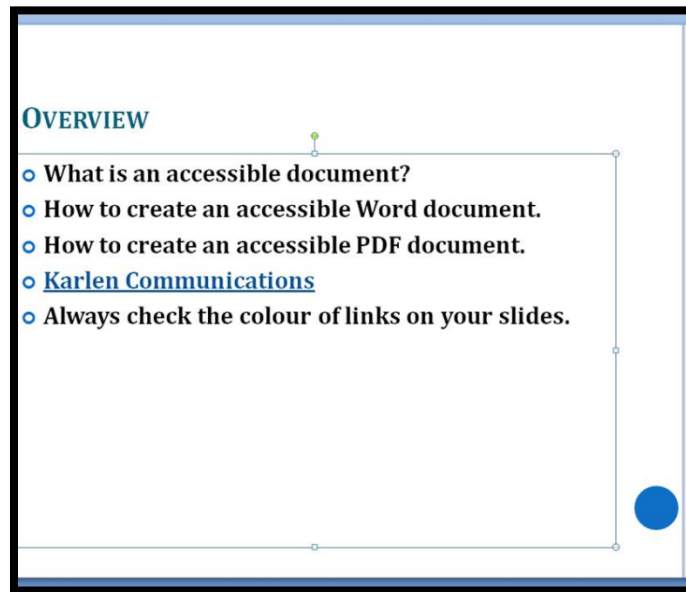 OVERVIEW
What is an accessible document?
How to create an accessible Word document.
How to create an accessible PDF document.
Karlen Communications
Always check the colour of links on your slides.